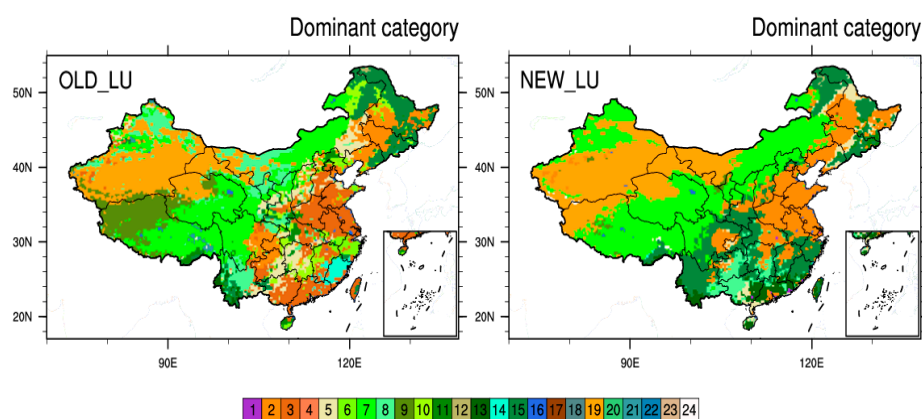 Dominant category
Dominant category
OLD_LU
NEW_LU
50N
40N
30N
20N
50N
40N
30N
20N
90E
120E
90E
120E
1 2 3 4 5 6 7 8 9 10 11 12 13 14 15 16 17 18 19 20 21 22 23 24